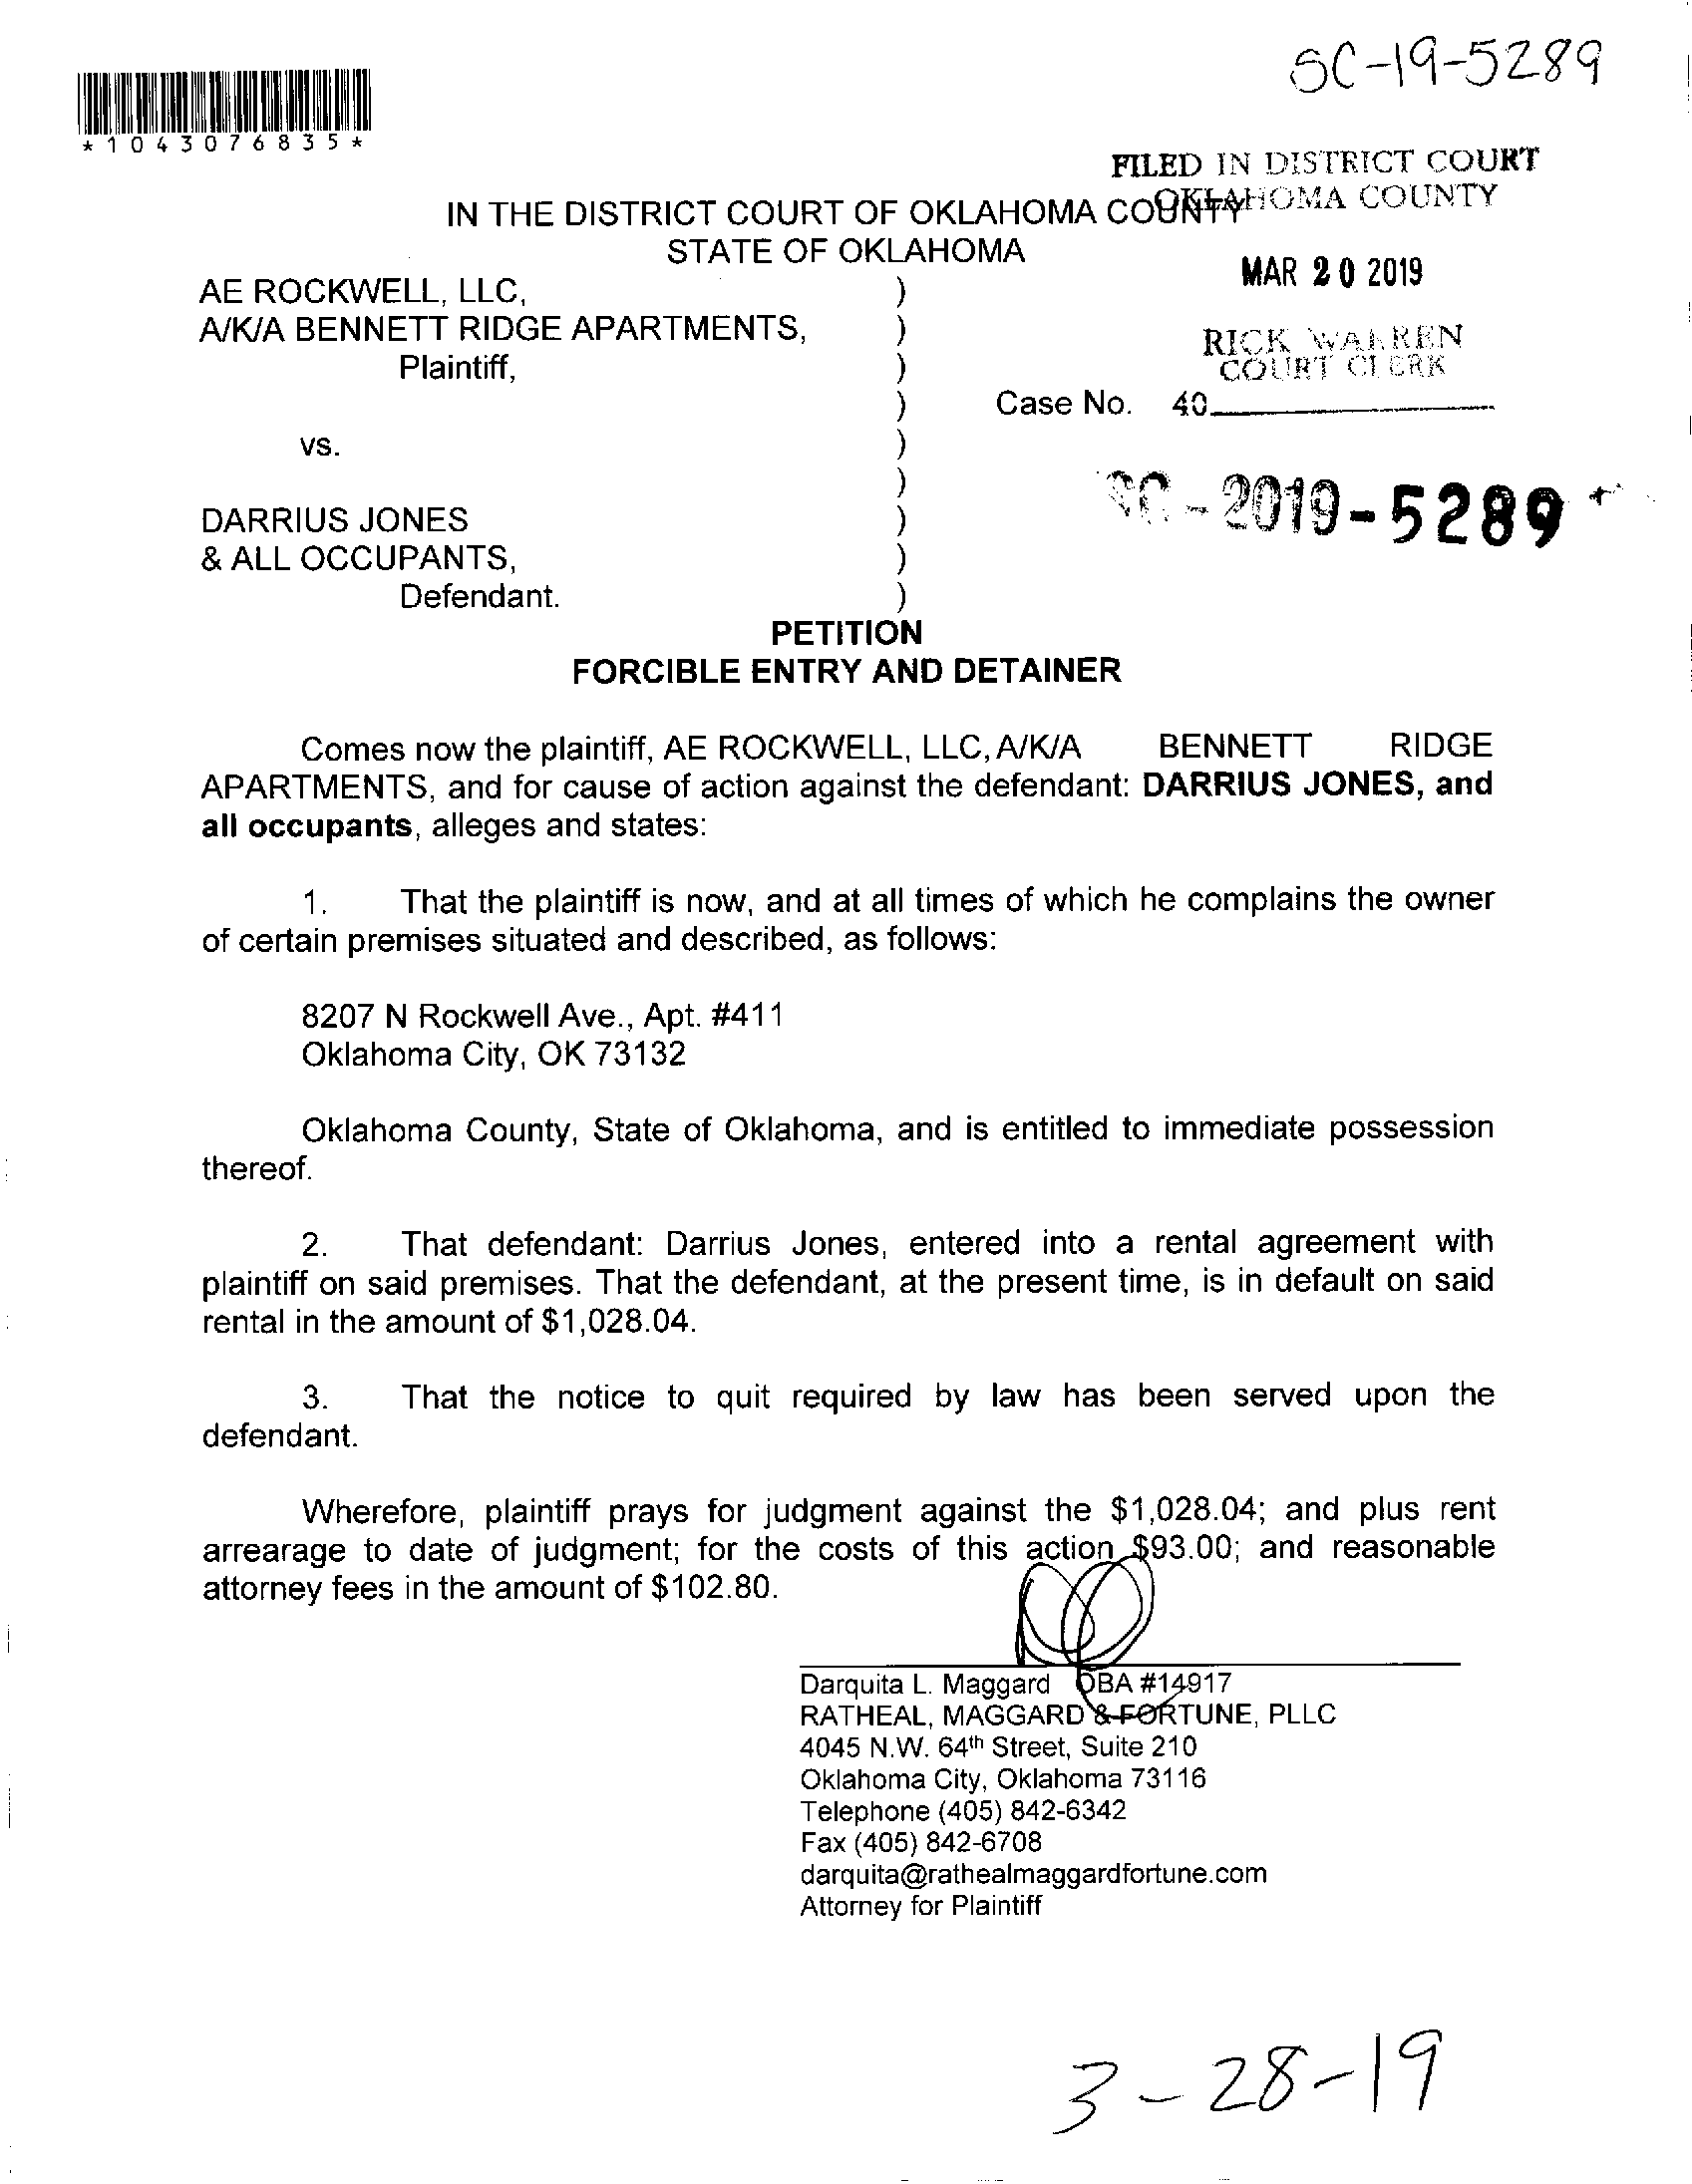 SC-19-5289
*1043076835*
FILED IN DISTRICT COURT
OKLAHOMA COUNTY
IN THE DISTRICT COURT OF OKLAHOMA COUNTY
STATE OF OKLAHOMA
MAR 20 2019
AE ROCKWELL, LLC, )
A/K/A BENNETT RIDGE APARTMENTS, )
RICK WARREN
COURT CLERK
Plaintiff, )
) Case No. 40
vs. )
)
SC-2019-5289
DARRIUS JONES )
& ALL OCCUPANTS, )
Defendant. )
PETITION
FORCIBLE ENTRY AND DETAINER
Comes now the plaintiff, AE ROCKWELL, LLC, A/K/A BENNETT RIDGE
APARTMENTS, and for cause of action against the defendant: DARRIUS JONES, and
all occupants, alleges and states:
1. That the plaintiff is now, and at all times of which he complains the owner
of certain premises situated and described, as follows:
8207 N Rockwell Ave., Apt. #411
Oklahoma City, OK 73132
Oklahoma County, State of Oklahoma, and is entitled to immediate possession
thereof.
2. That defendant: Darrius Jones, entered into a rental agreement with
plaintiff on said premises. That the defendant, at the present time, is in default on said
rental in the amount of $1,028.04.
3. That the notice to quit required by law has been served upon the
defendant.
Wherefore, plaintiff prays for judgment against the $1,028.04; and plus rent
arrearage to date of judgment; for the costs of this action $93.00; and reasonable
attorney fees in the amount of $102.80.
Darquita L. Maggard OBA #14917
RATHEAL, MAGGARD & FORTUNE, PLLC
4045 N.W. 64th Street, Suite 210
Oklahoma City, Oklahoma 73116
Telephone (405) 842-6342
Fax (405) 842-6708
darquita@rathealmaggardfortune.com
Attorney for Plaintiff
3-28-19